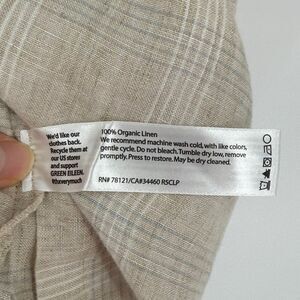 We'd like our
clothes back.
Recycle them at
our US stores
and support
GREEN EILEEN.
#thxverymuch
100% Organic Linen
We recommend machine wash cold, with like colors,
gentle cycle. Do not bleach. Tumble dry low, remove
promptly. Press to restore. May be dry cleaned.
RN# 78121/CA#34460 RSCLP